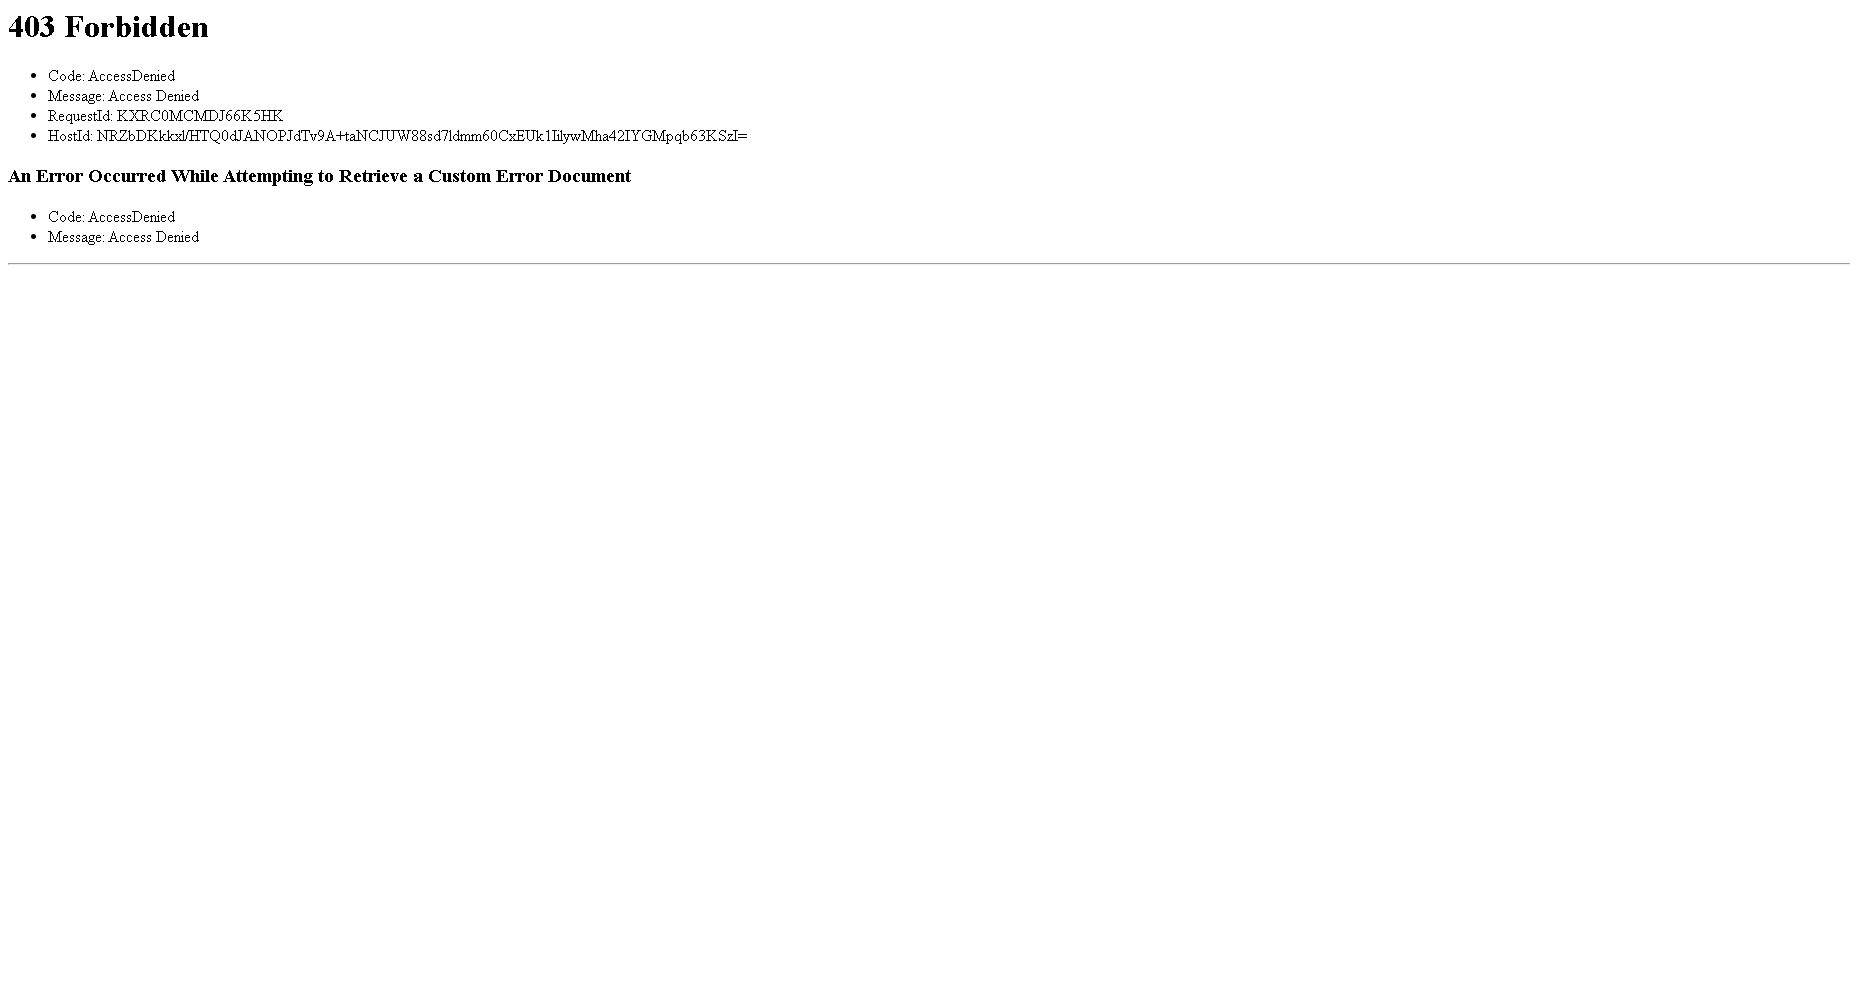 403 Forbidden
Code: AccessDenied
Message: Access Denied
RequestId: KXRC0MCMDJ66K5HK
HostId: NRZbDKkkxl/HTQ0dJANOPJdTv9A+taNCJUW88sd7ldmm60CxEUk1IilywMha42IYGMpqb63KSzI=
An Error Occurred While Attempting to Retrieve a Custom Error Document
Code: AccessDenied
Message: Access Denied